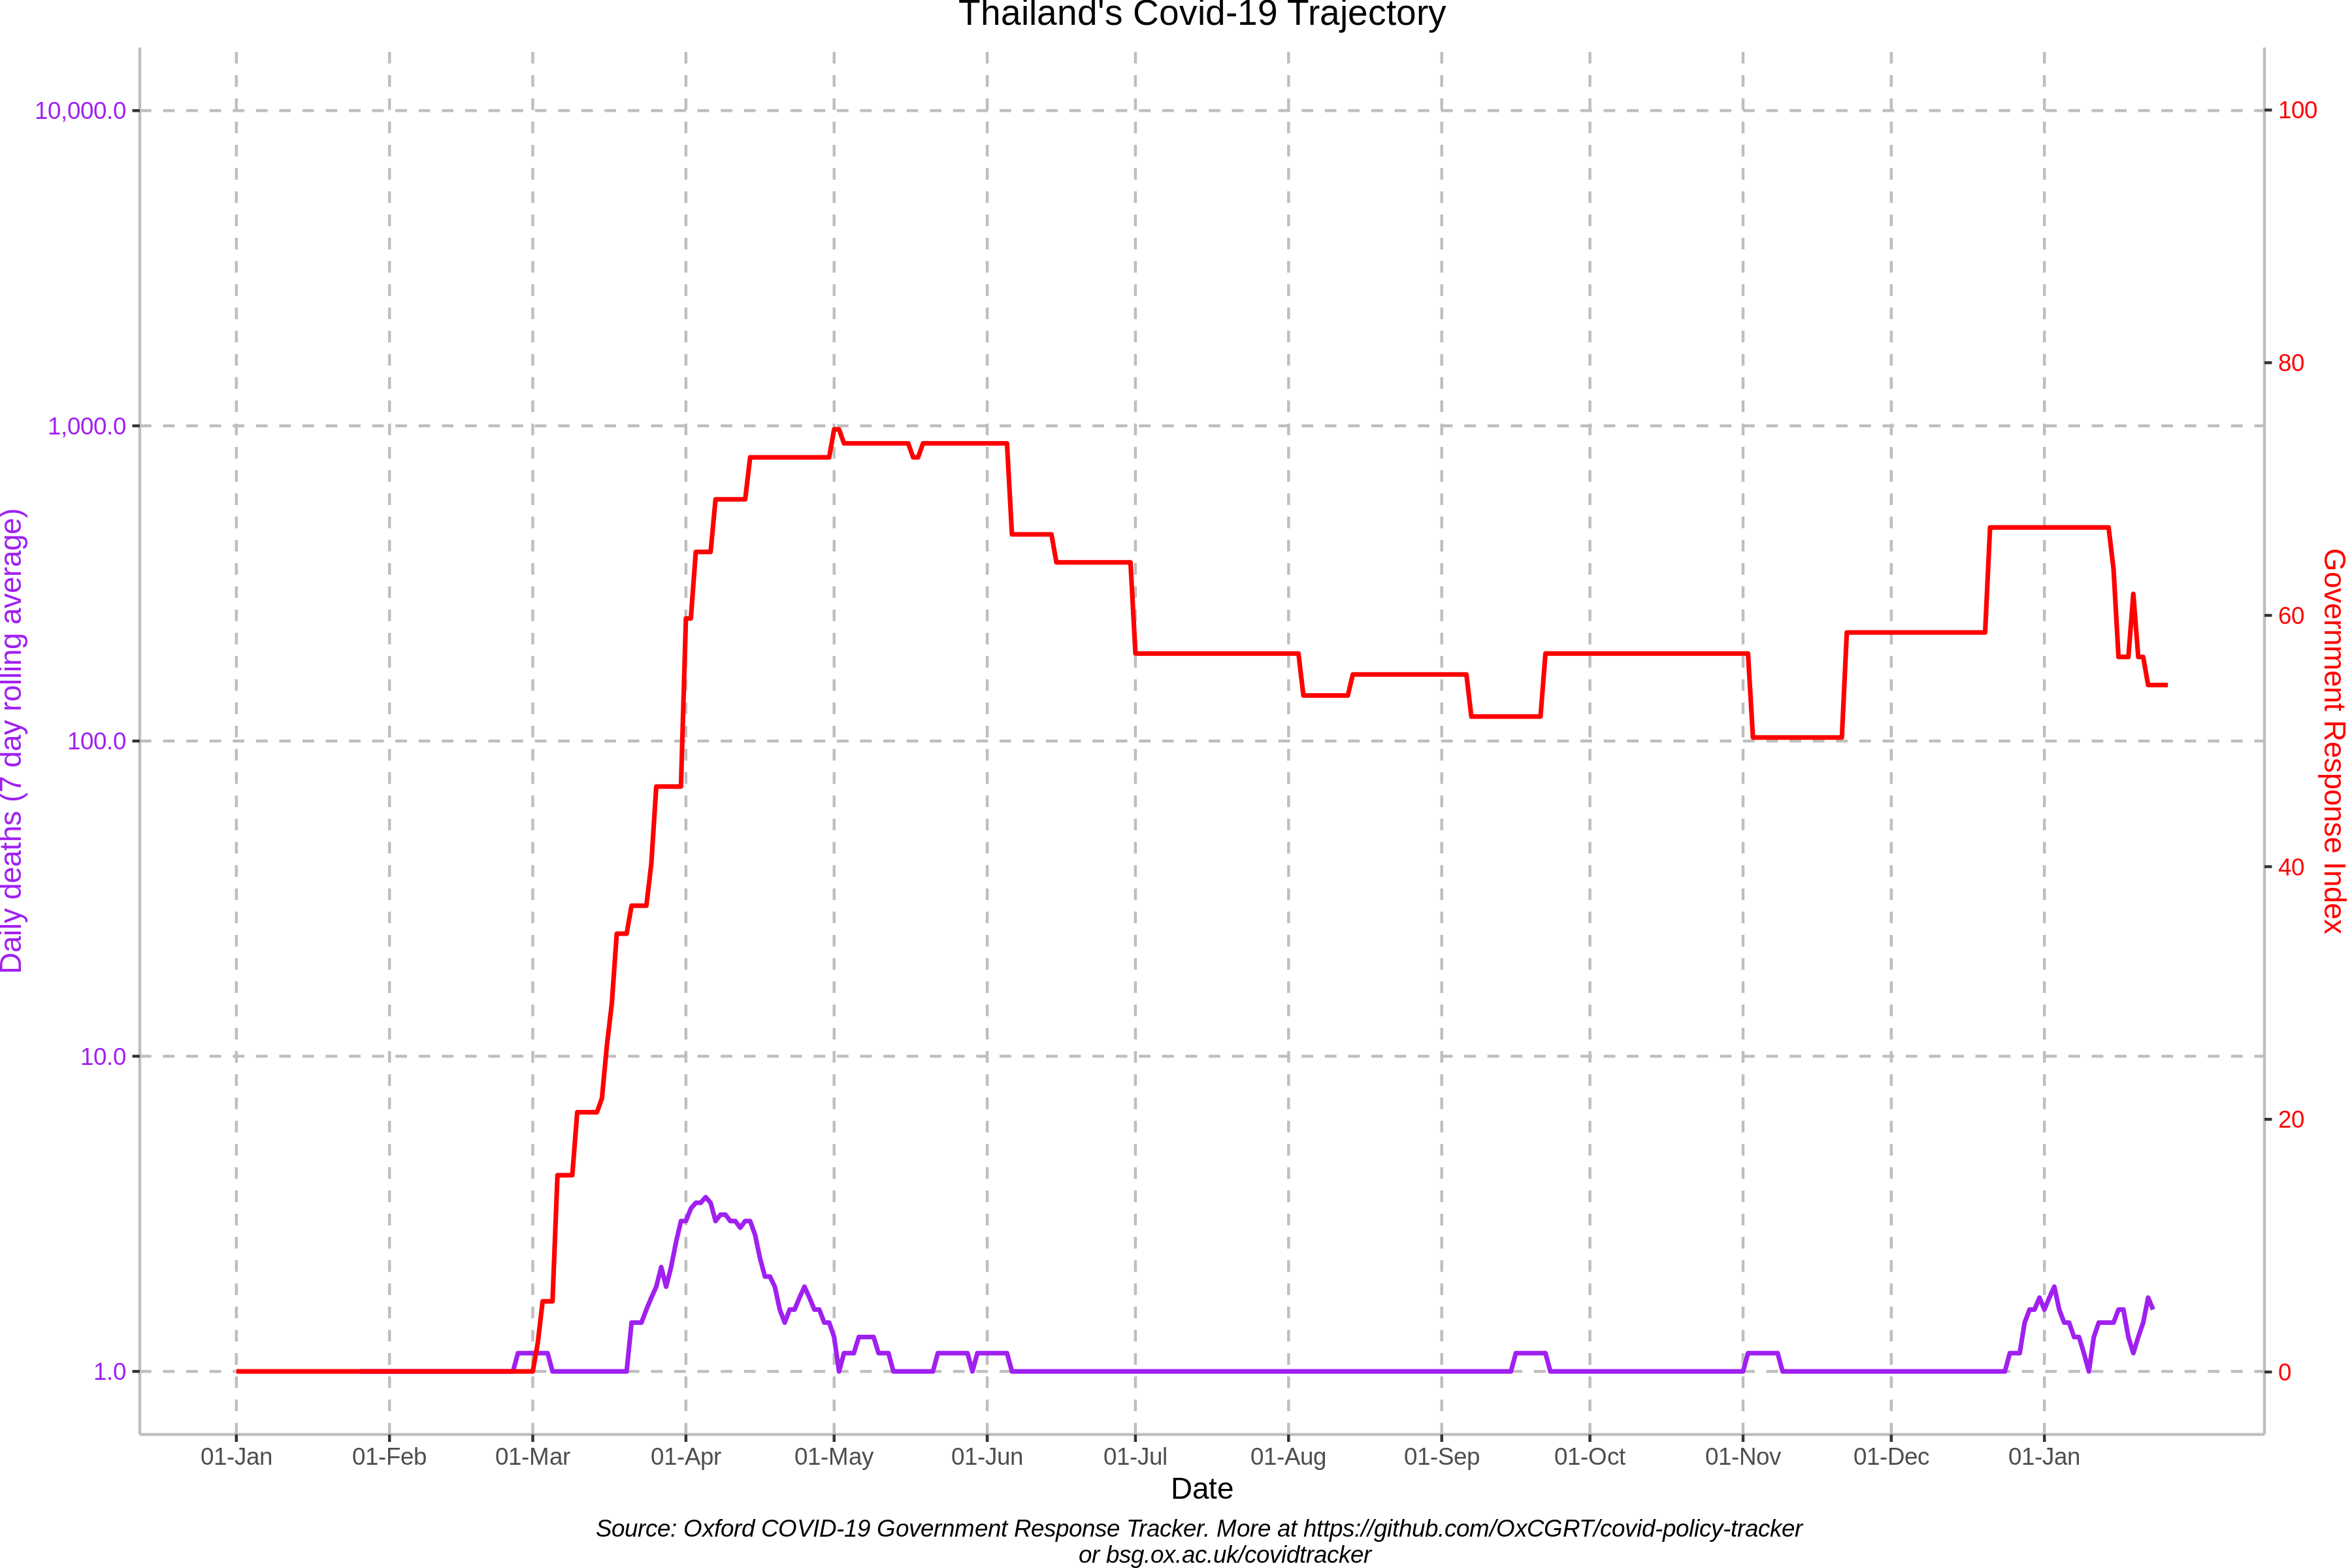 Thailand's Covid-19 Trajectory
10,000.0
1,000.0
100.0
10.0
1.0
Daily deaths (7 day rolling average)
100
80
60
40
20
0
Government Response Index
01-Jan 01-Feb 01-Mar 01-Apr 01-May 01-Jun 01-Jul 01-Aug 01-Sep 01-Oct 01-Nov 01-Dec 01-Jan
Date
Source: Oxford COVID-19 Government Response Tracker. More at https://github.com/OxCGRT/covid-policy-tracker
or bsg.ox.ac.uk/covidtracker